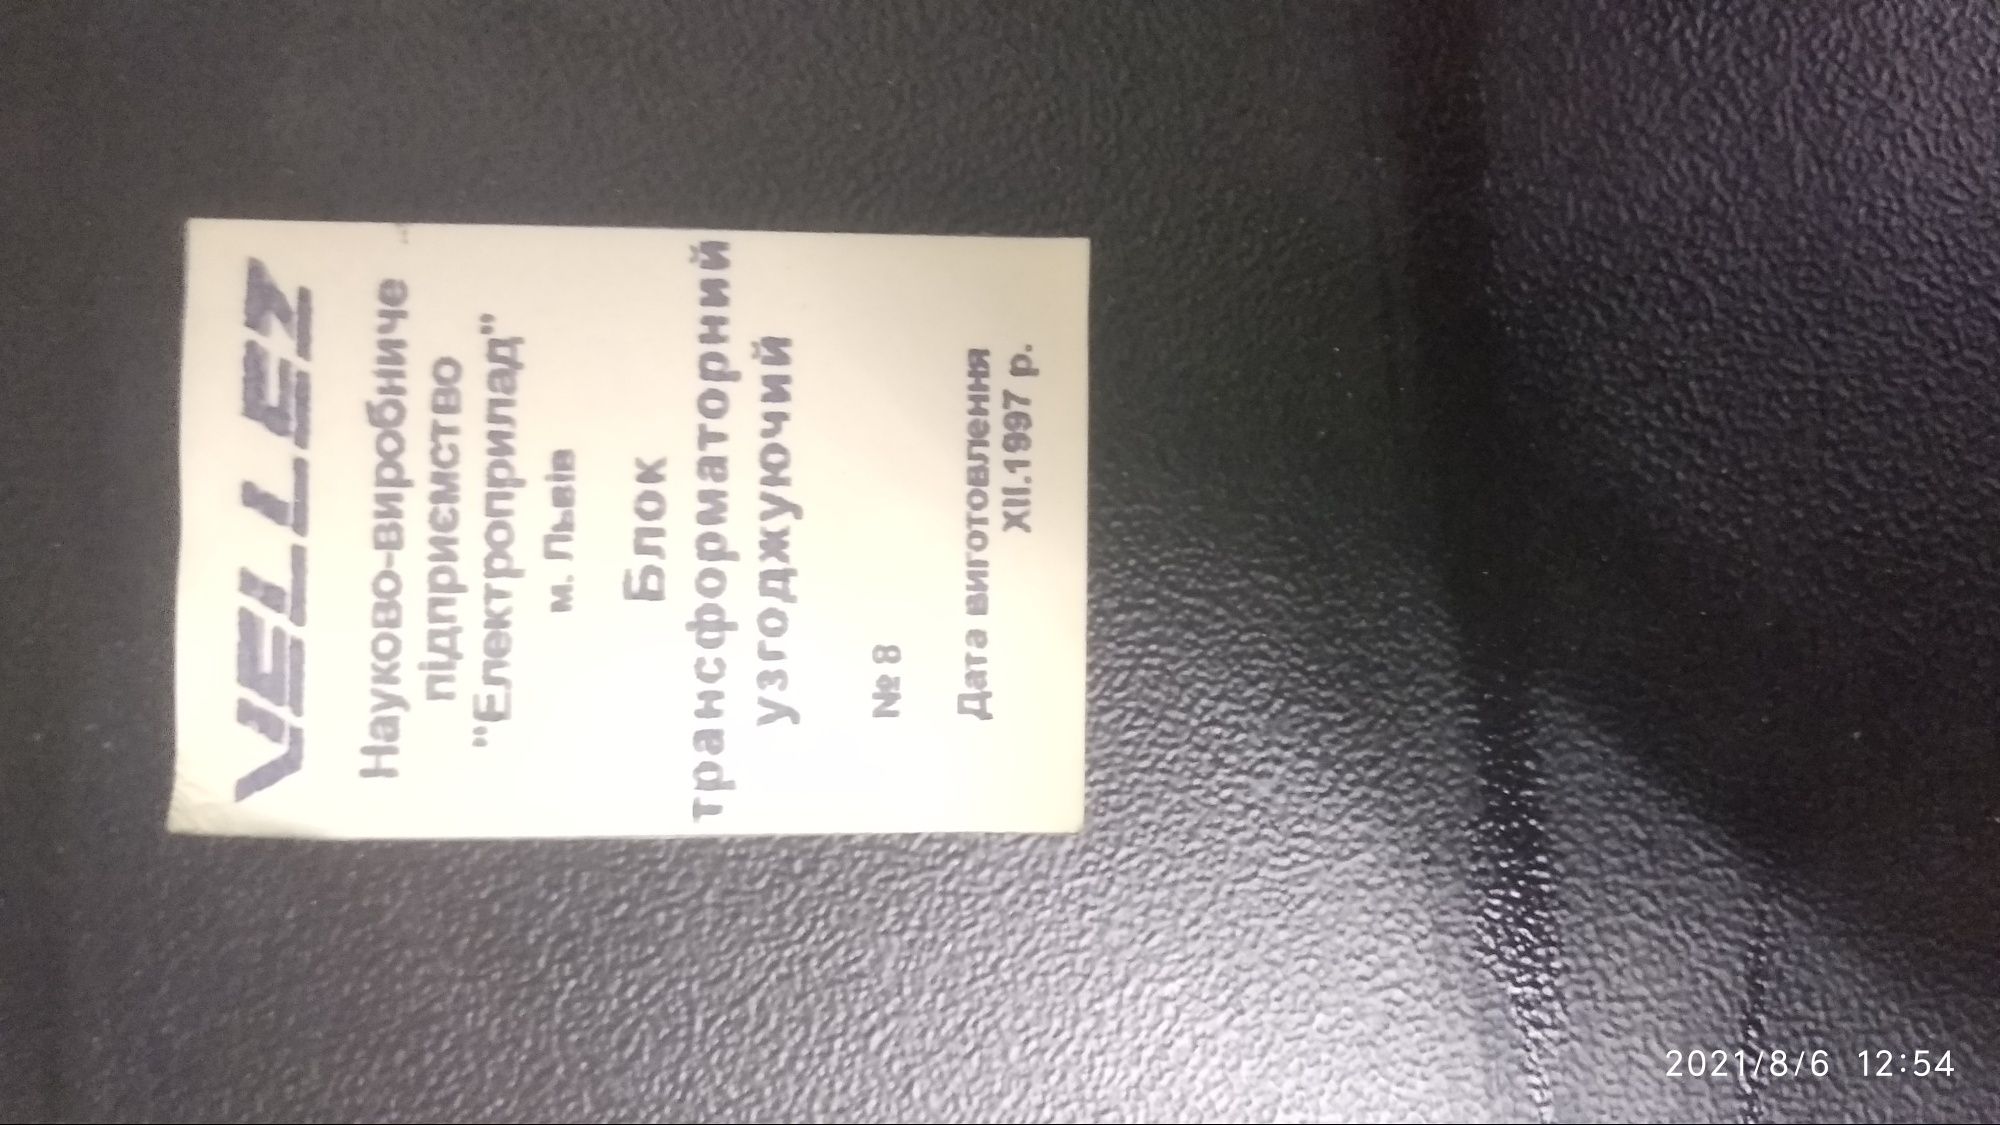 VELLEZ
Науково-виробниче
підприємство
"Електроприлад"
м. Львів
Блок
трансформаторний
узгоджуючий
№ 8
Дата виготовлення
XII.1997 р.
2021/8/6 12:54